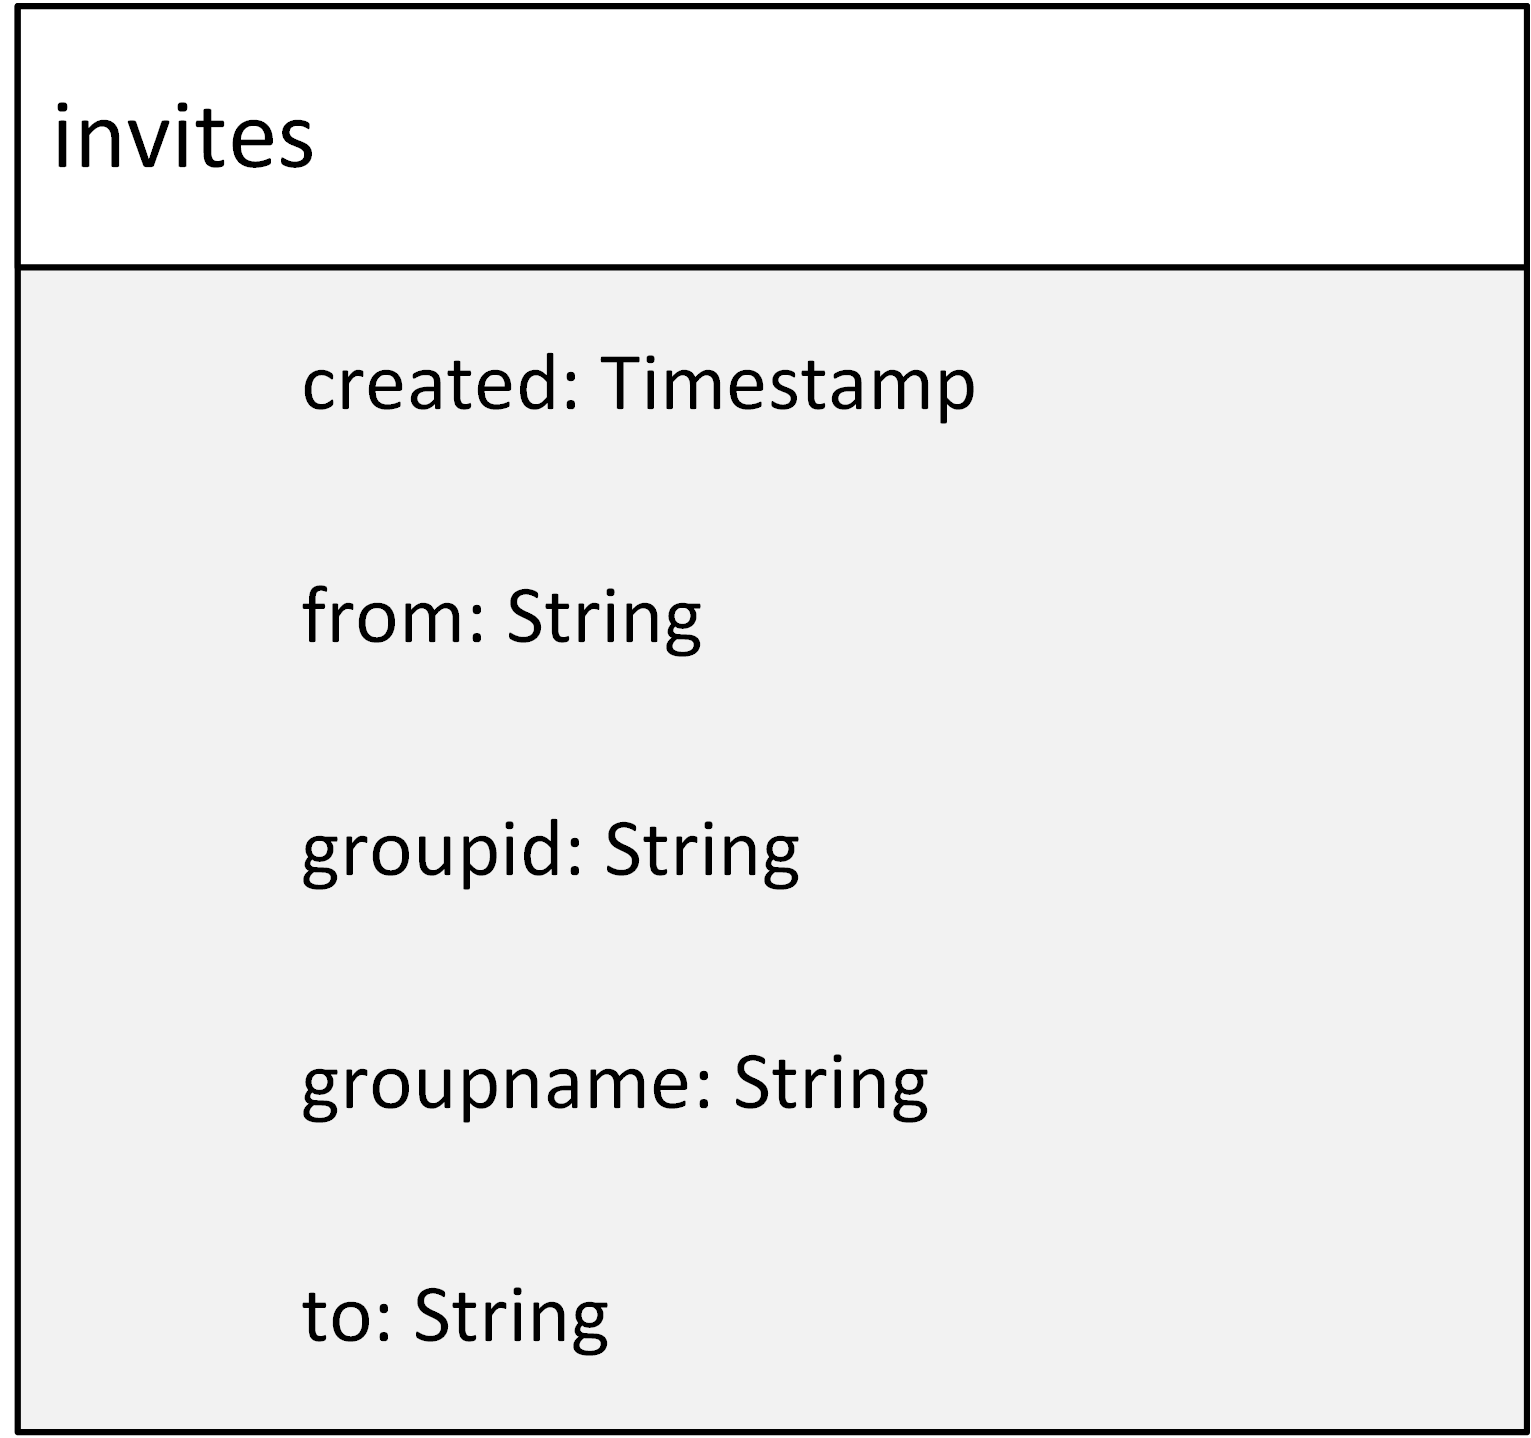 invites
created: Timestamp
from: String
groupid: String
groupname: String
to: String